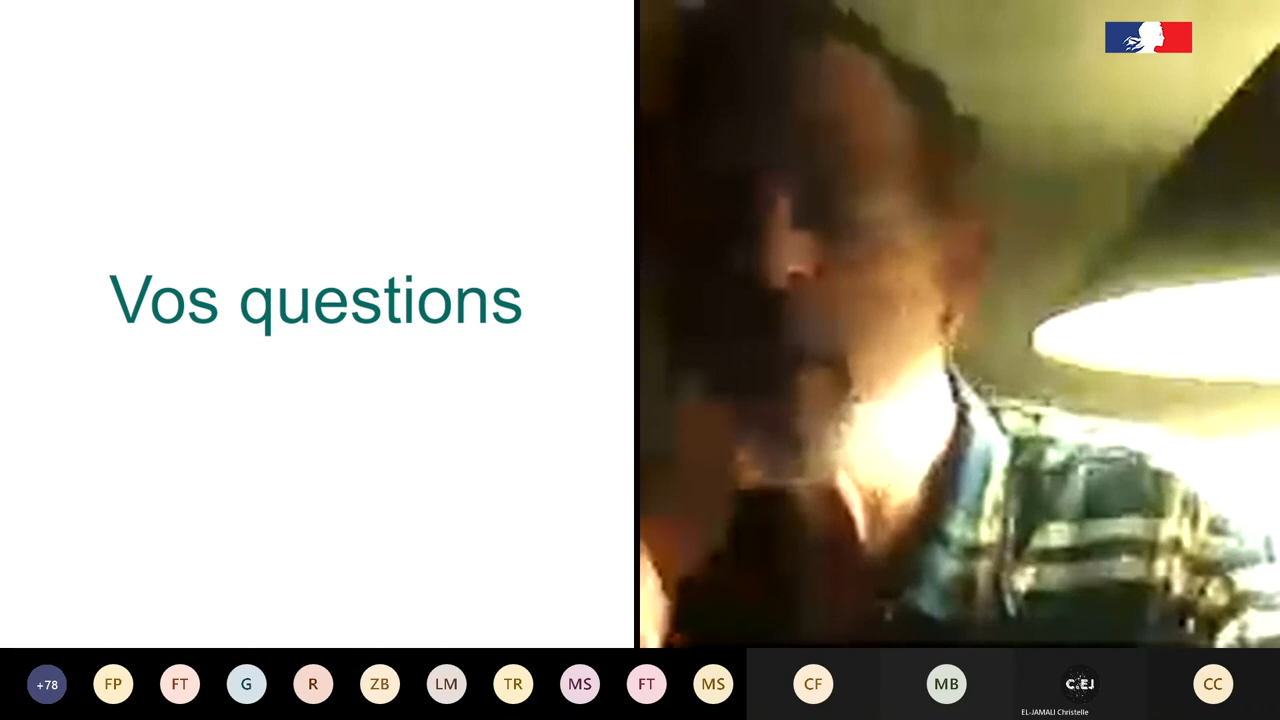 Vos questions
+78
FP
FT
G
R
ZB
LM
TR
MS
FT
MS
CF
MB
CEJ
CC
EL-JAMALI Christelle